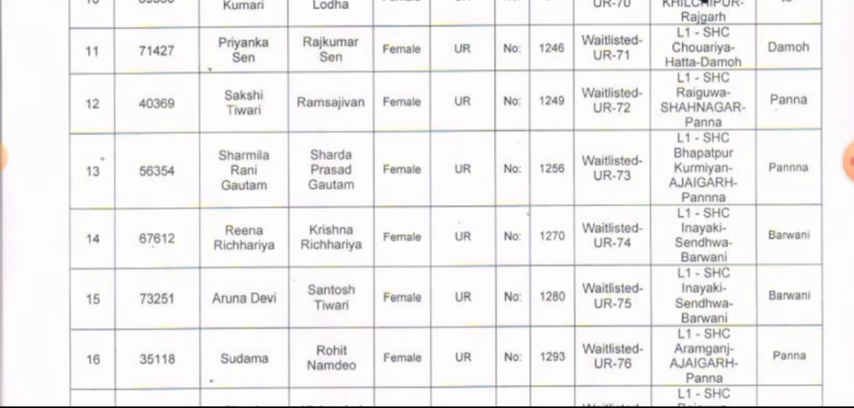 Kumari Lodha UR-70 KHILCHIPUR-
Rajgarh
11 71427 Priyanka Sen Rajkumar Sen Female UR No: 1246 Waitlisted-UR-71 L1 - SHC Chouariya-Hatta-Damoh Damoh
12 40369 Sakshi Tiwari Ramsajivan Female UR No: 1249 Waitlisted-UR-72 L1 - SHC Raiguwa-SHAHNAGAR-Panna Panna
13 56354 Sharmila Rani Gautam Sharda Prasad Gautam Female UR No: 1256 Waitlisted-UR-73 L1 - SHC Bhapatpur Kurmiyan-AJAIGARH-Pannna Pannna
14 67612 Reena Richhariya Krishna Richhariya Female UR No: 1270 Waitlisted-UR-74 L1 - SHC Inayaki-Sendhwa-Barwani Barwani
15 73251 Aruna Devi Santosh Tiwari Female UR No: 1280 Waitlisted-UR-75 L1 - SHC Inayaki-Sendhwa-Barwani Barwani
16 35118 Sudama Rohit Namdeo Female UR No: 1293 Waitlisted-UR-76 L1 - SHC Aramganj-AJAIGARH-Panna Panna
L1 - SHC